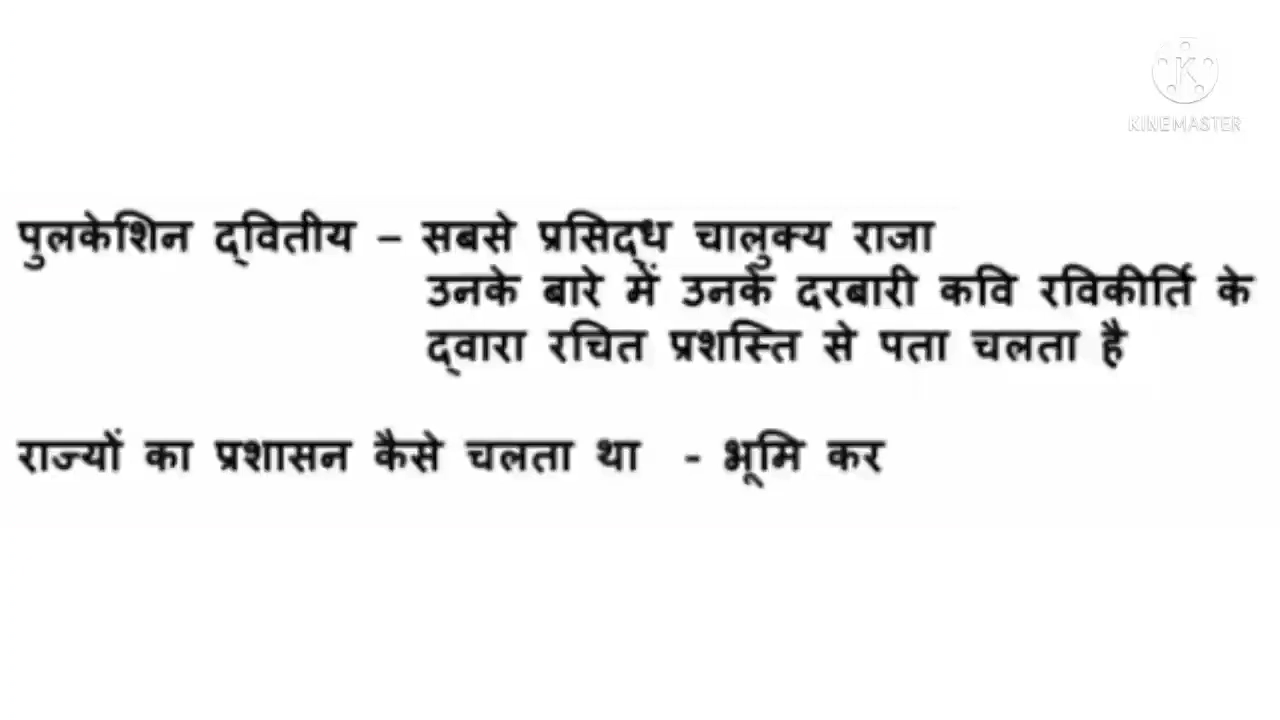 KINEMASTER
पुलकेशिन द्वितीय – सबसे प्रसिद्ध चालुक्य राजा
उनके बारे में उनके दरबारी कवि रविकीर्ति के
द्वारा रचित प्रशस्ति से पता चलता है
राज्यों का प्रशासन कैसे चलता था - भूमि कर